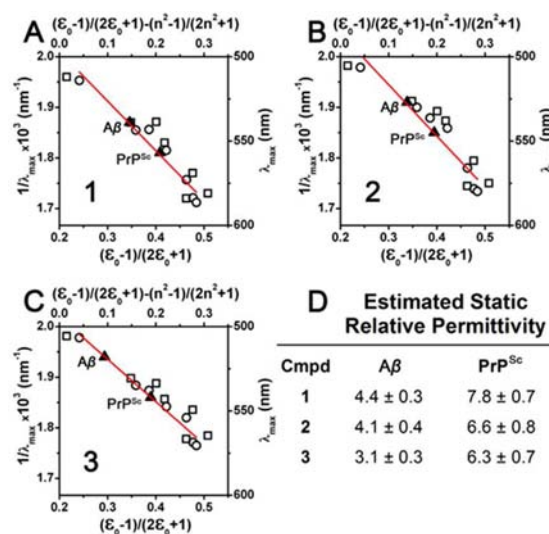 A
(ε₀-1)/(2ε₀+1)-(n²-1)/(2n²+1)
0.0 0.1 0.2 0.3
2.0
1.9
1.8
1.7
1/λmax x10³ (nm⁻¹)
500
550
600
λmax (nm)
Aβ
PrPSc
1
0.2 0.3 0.4 0.5
(ε₀-1)/(2ε₀+1)
B
(ε₀-1)/(2ε₀+1)-(n²-1)/(2n²+1)
0.0 0.1 0.2 0.3
2.0
1.9
1.8
1.7
1/λmax x10³ (nm⁻¹)
500
550
600
λmax (nm)
Aβ
PrPSc
2
0.2 0.3 0.4 0.5
(ε₀-1)/(2ε₀+1)
C
(ε₀-1)/(2ε₀+1)-(n²-1)/(2n²+1)
0.0 0.1 0.2 0.3
2.0
1.9
1.8
1.7
1/λmax x10³ (nm⁻¹)
500
550
600
λmax (nm)
Aβ
PrPSc
3
0.2 0.3 0.4 0.5
(ε₀-1)/(2ε₀+1)
D
Estimated Static
Relative Permittivity
Cmpd Aβ PrPSc
1 4.4 ± 0.3 7.8 ± 0.7
2 4.1 ± 0.4 6.6 ± 0.8
3 3.1 ± 0.3 6.3 ± 0.7